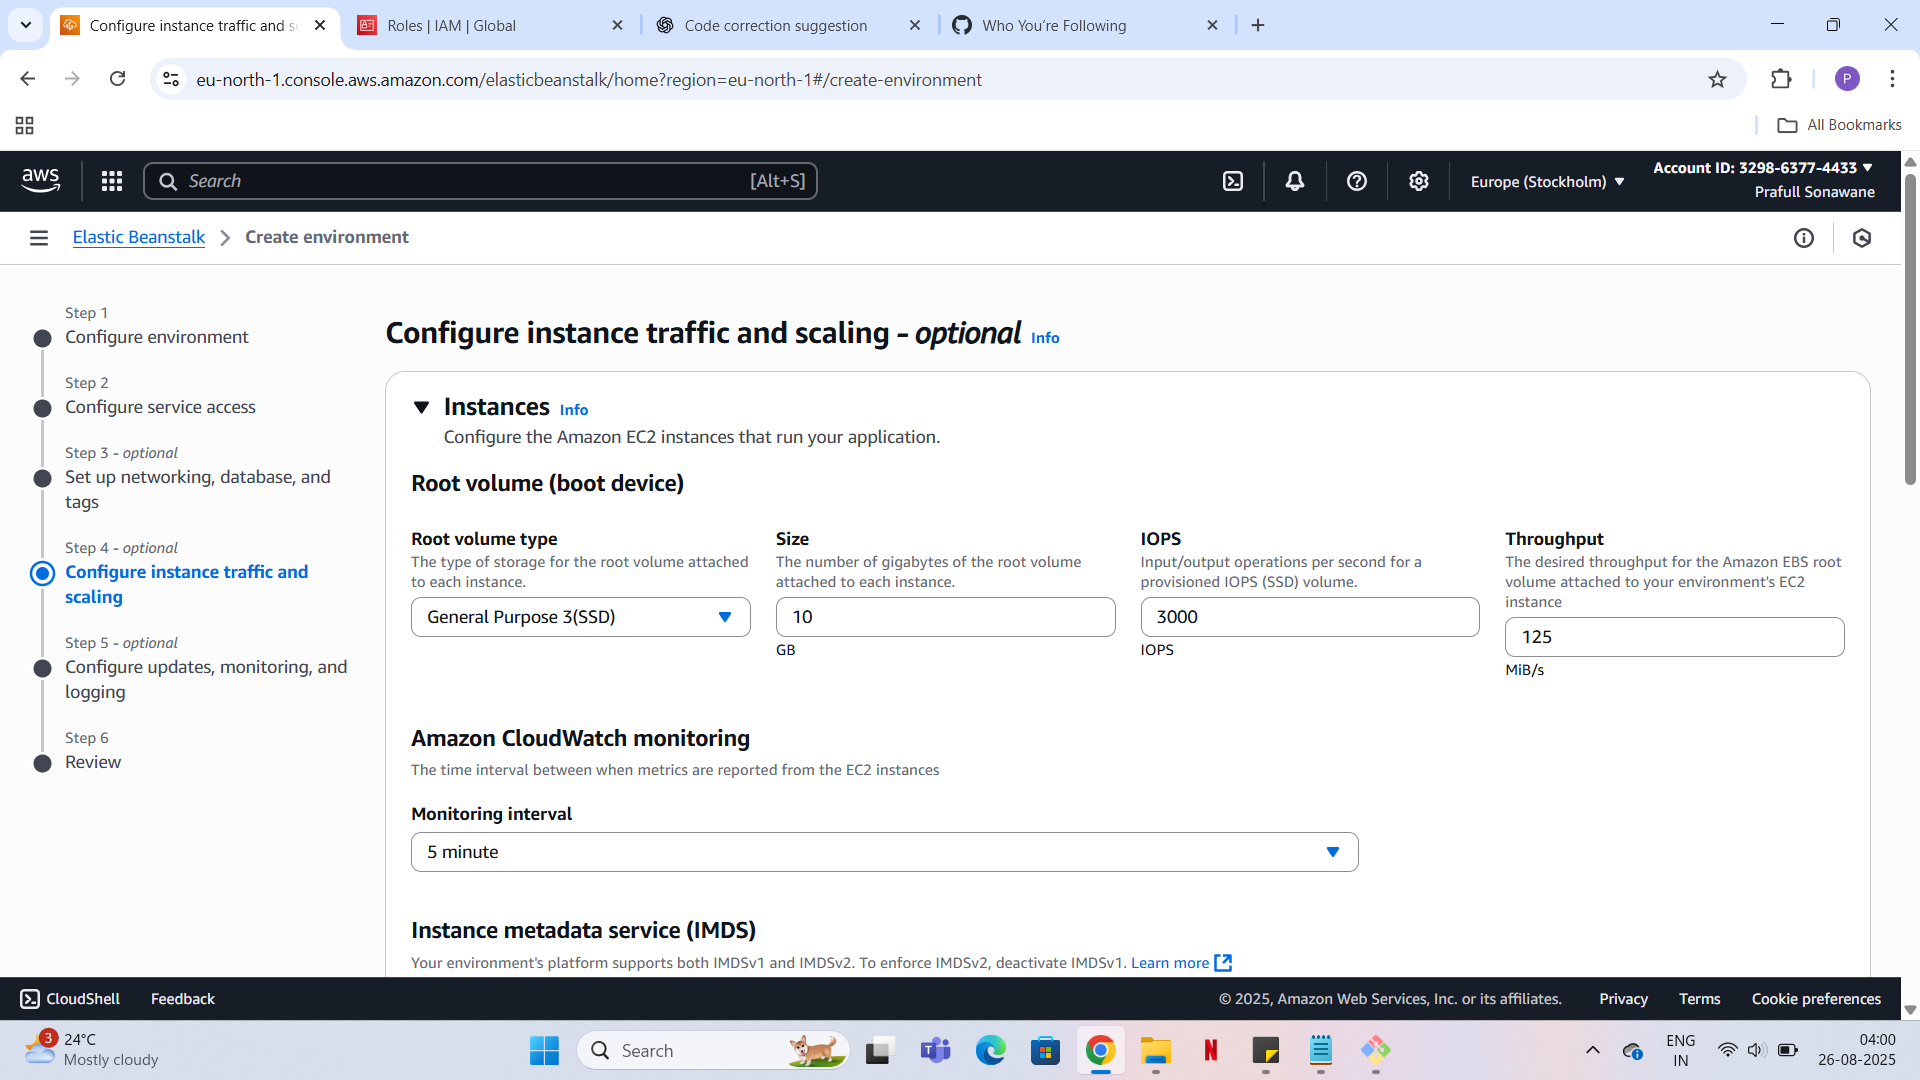 Configure instance traffic and s
Roles | IAM | Global
Code correction suggestion
Who You're Following
eu-north-1.console.aws.amazon.com/elasticbeanstalk/home?region=eu-north-1#/create-environment
P
All Bookmarks
aws
Search
[Alt+S]
Europe (Stockholm)
Account ID: 3298-6377-4433
Prafull Sonawane
Elastic Beanstalk
Create environment
Step 1
Configure environment
Step 2
Configure service access
Step 3 - optional
Set up networking, database, and
tags
Step 4 - optional
Configure instance traffic and
scaling
Step 5 - optional
Configure updates, monitoring, and
logging
Step 6
Review
Configure instance traffic and scaling - optional Info
Instances Info
Configure the Amazon EC2 instances that run your application.
Root volume (boot device)
Root volume type
The type of storage for the root volume attached
to each instance.
General Purpose 3(SSD)
Size
The number of gigabytes of the root volume
attached to each instance.
10
GB
IOPS
Input/output operations per second for a
provisioned IOPS (SSD) volume.
3000
IOPS
Throughput
The desired throughput for the Amazon EBS root
volume attached to your environment's EC2
instance
125
MiB/s
Amazon CloudWatch monitoring
The time interval between when metrics are reported from the EC2 instances
Monitoring interval
5 minute
Instance metadata service (IMDS)
Your environment's platform supports both IMDSv1 and IMDSv2. To enforce IMDSv2, deactivate IMDSv1. Learn more
CloudShell
Feedback
© 2025, Amazon Web Services, Inc. or its affiliates.
Privacy
Terms
Cookie preferences
3
24°C
Mostly cloudy
Search
N
ENG
IN
04:00
26-08-2025